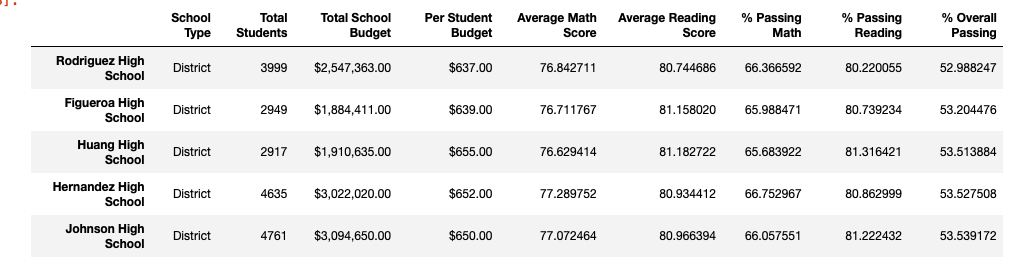 School Type Total Students Total School Budget Per Student Budget Average Math Score Average Reading Score % Passing Math % Passing Reading % Overall Passing
Rodriguez High School District 3999 $2,547,363.00 $637.00 76.842711 80.744686 66.366592 80.220055 52.988247
Figueroa High School District 2949 $1,884,411.00 $639.00 76.711767 81.158020 65.988471 80.739234 53.204476
Huang High School District 2917 $1,910,635.00 $655.00 76.629414 81.182722 65.683922 81.316421 53.513884
Hernandez High School District 4635 $3,022,020.00 $652.00 77.289752 80.934412 66.752967 80.862999 53.527508
Johnson High School District 4761 $3,094,650.00 $650.00 77.072464 80.966394 66.057551 81.222432 53.539172